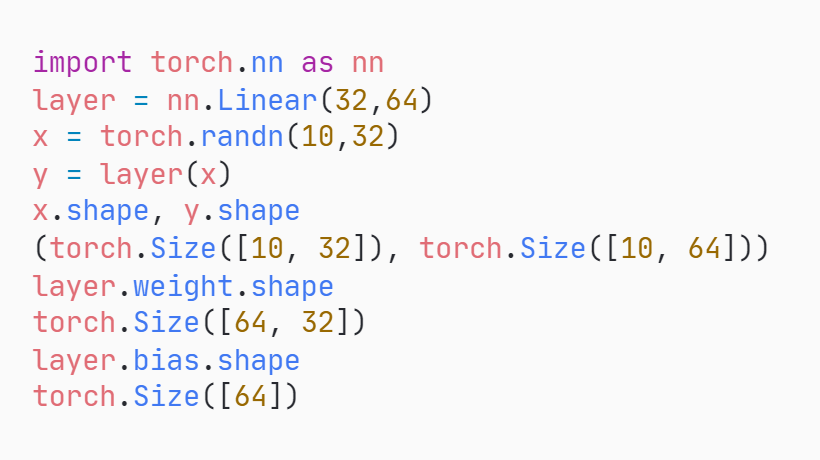 import torch.nn as nn
layer = nn.Linear(32,64)
x = torch.randn(10,32)
y = layer(x)
x.shape, y.shape
(torch.Size([10, 32]), torch.Size([10, 64]))
layer.weight.shape
torch.Size([64, 32])
layer.bias.shape
torch.Size([64])